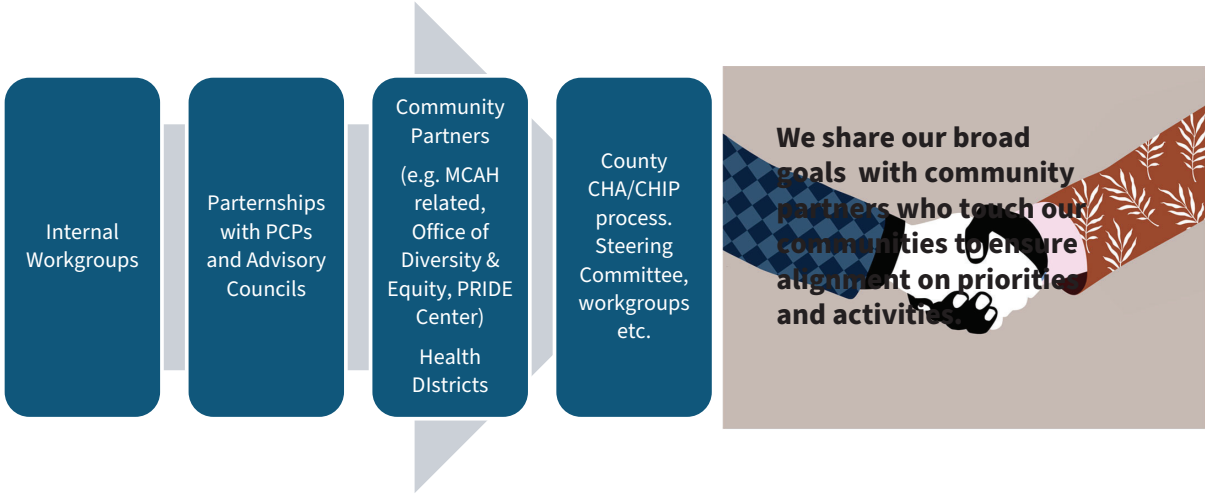 Internal
Workgroups
Parternships
with PCPs
and Advisory
Councils
Community
Partners
(e.g. MCAH
related,
Office of
Diversity &
Equity, PRIDE
Center)
Health
DIstricts
County
CHA/CHIP
process.
Steering
Committee,
workgroups
etc.
We share our broad
goals  with community
partners who touch our
communities to ensure
alignment on priorities
and activities.